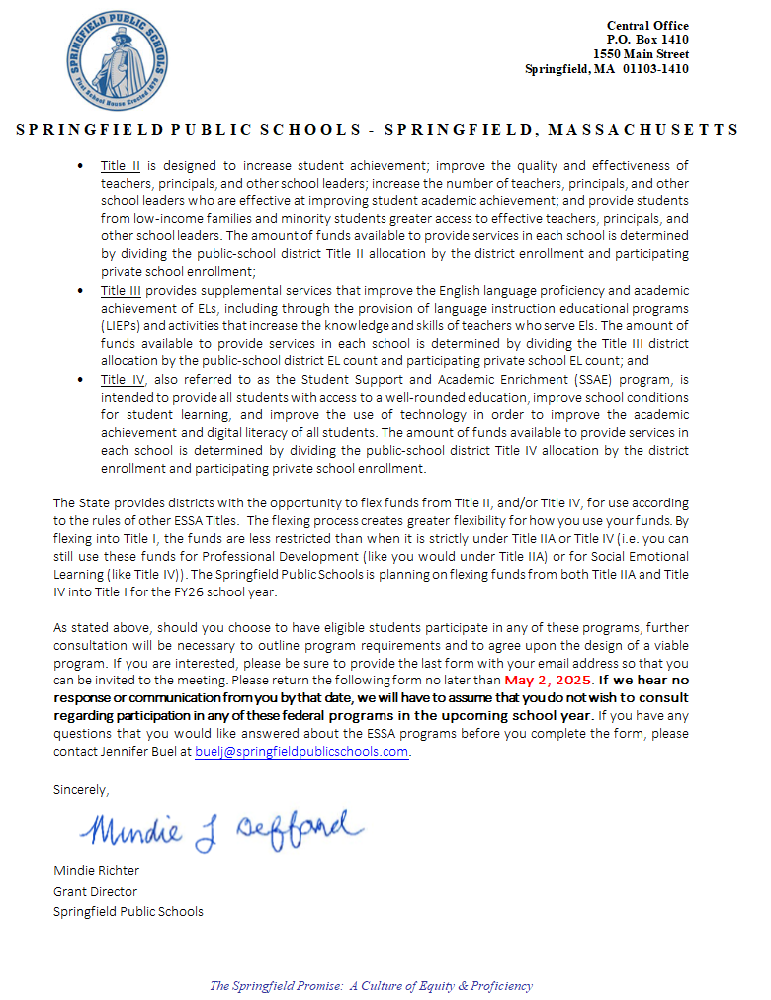 SPRINGFIELD PUBLIC SCHOOLS
First School House Erected 1679
Central Office
P.O. Box 1410
1550 Main Street
Springfield, MA 01103-1410
SPRINGFIELD PUBLIC SCHOOLS - SPRINGFIELD, MASSACHUSETTS
• Title II is designed to increase student achievement; improve the quality and effectiveness of
teachers, principals, and other school leaders; increase the number of teachers, principals, and other
school leaders who are effective at improving student academic achievement; and provide students
from low-income families and minority students greater access to effective teachers, principals, and
other school leaders. The amount of funds available to provide services in each school is determined
by dividing the public-school district Title II allocation by the district enrollment and participating
private school enrollment;
• Title III provides supplemental services that improve the English language proficiency and academic
achievement of ELs, including through the provision of language instruction educational programs
(LIEPs) and activities that increase the knowledge and skills of teachers who serve Els. The amount of
funds available to provide services in each school is determined by dividing the Title III district
allocation by the public-school district EL count and participating private school EL count; and
• Title IV, also referred to as the Student Support and Academic Enrichment (SSAE) program, is
intended to provide all students with access to a well-rounded education, improve school conditions
for student learning, and improve the use of technology in order to improve the academic
achievement and digital literacy of all students. The amount of funds available to provide services in
each school is determined by dividing the public-school district Title IV allocation by the district
enrollment and participating private school enrollment.
The State provides districts with the opportunity to flex funds from Title II, and/or Title IV, for use according
to the rules of other ESSA Titles. The flexing process creates greater flexibility for how you use your funds. By
flexing into Title I, the funds are less restricted than when it is strictly under Title IIA or Title IV (i.e. you can
still use these funds for Professional Development (like you would under Title IIA) or for Social Emotional
Learning (like Title IV)). The Springfield Public Schools is planning on flexing funds from both Title IIA and Title
IV into Title I for the FY26 school year.
As stated above, should you choose to have eligible students participate in any of these programs, further
consultation will be necessary to outline program requirements and to agree upon the design of a viable
program. If you are interested, please be sure to provide the last form with your email address so that you
can be invited to the meeting. Please return the following form no later than May 2, 2025. If we hear no
response or communication from you by that date, we will have to assume that you do not wish to consult
regarding participation in any of these federal programs in the upcoming school year. If you have any
questions that you would like answered about the ESSA programs before you complete the form, please
contact Jennifer Buel at buelj@springfieldpublicschools.com.
Sincerely,
Mindie J
Mindie Richter
Grant Director
Springfield Public Schools
The Springfield Promise: A Culture of Equity & Proficiency